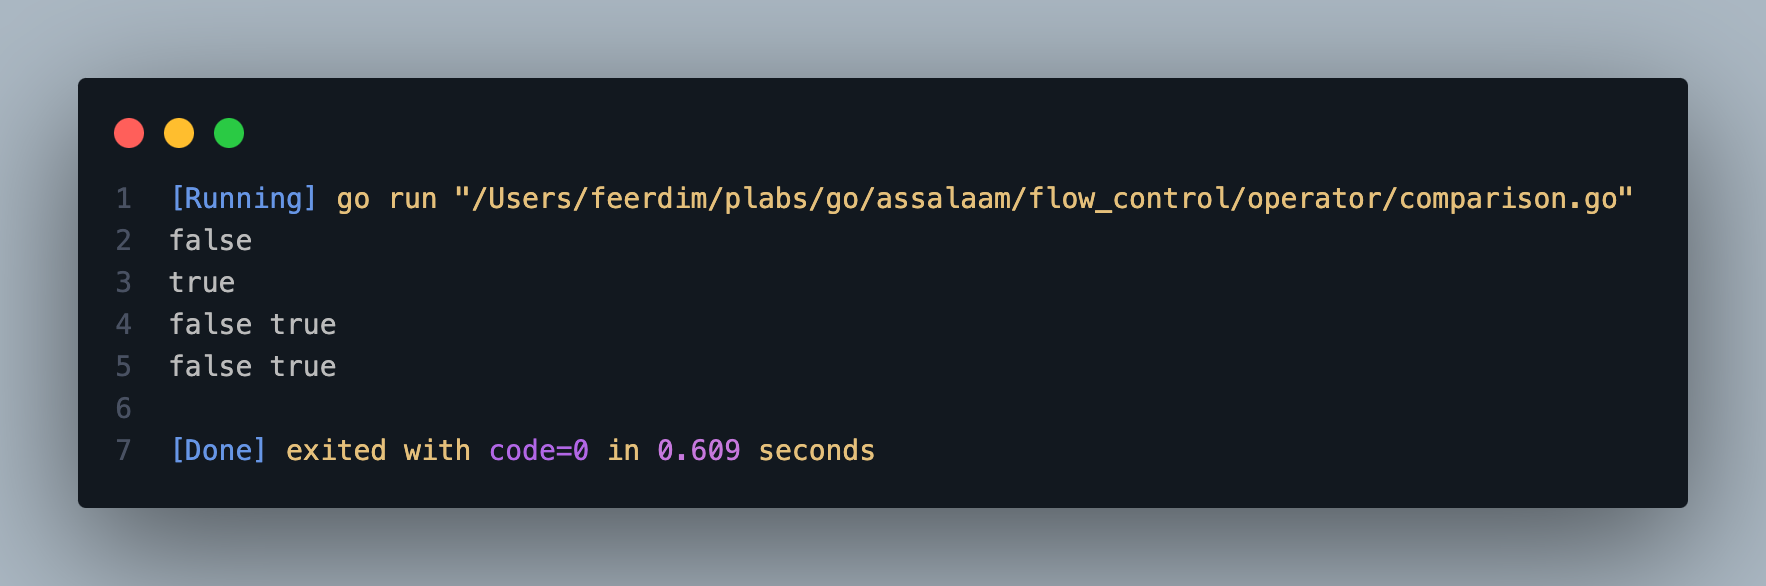 1 [Running] go run "/Users/feerdim/plabs/go/assalaam/flow_control/operator/comparison.go"
2 false
3 true
4 false true
5 false true
6
7 [Done] exited with code=0 in 0.609 seconds